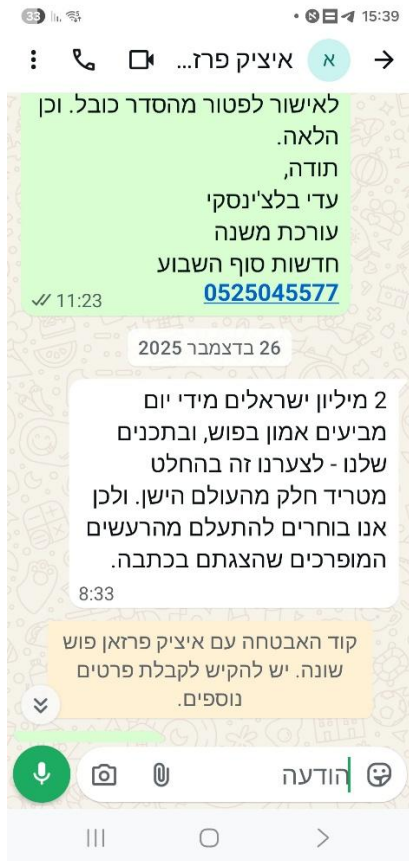 15:39
33
איציק פרז...
א
לאישור לפטור מהסדר כובל. וכן
הלאה.
תודה,
עדי בלצ'ינסקי
עורכת משנה
חדשות סוף השבוע
0525045577
11:23
26 בדצמבר 2025
2 מיליון ישראלים מידי יום
מביעים אמון בפוש, ובתכנים
שלנו - לצערנו זה בהחלט
מטריד חלק מהעולם הישן. ולכן
אנו בוחרים להתעלם מהרעשים
המופרכים שהצגתם בכתבה.
8:33
קוד האבטחה עם איציק פרזאן פוש
שונה. יש להקיש לקבלת פרטים
נוספים.
הודעה